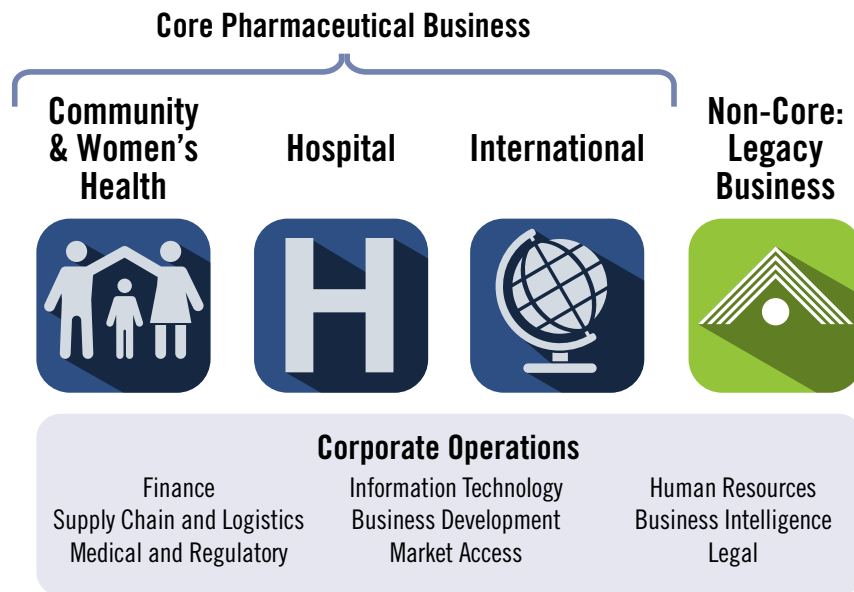 Core Pharmaceutical Business
Community
& Women’s
Health
Hospital
International
Non-Core:
Legacy
Business
H
Corporate Operations
Finance
Supply Chain and Logistics
Medical and Regulatory
Information Technology
Business Development
Market Access
Human Resources
Business Intelligence
Legal